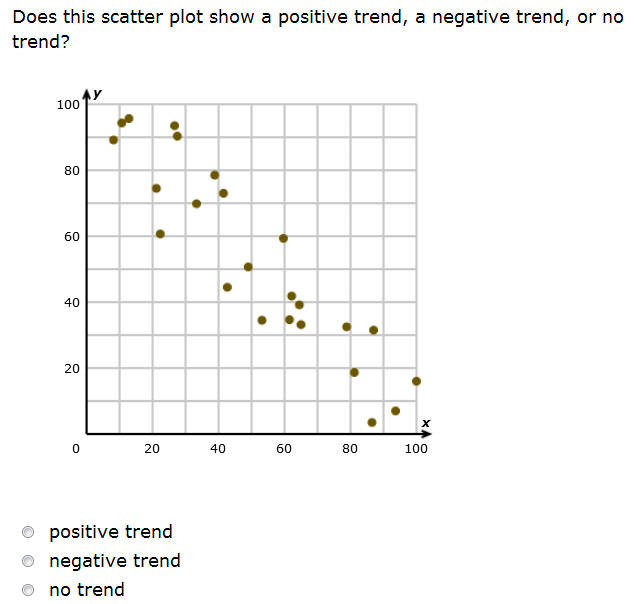 Does this scatter plot show a positive trend, a negative trend, or no
trend?
y
100
80
60
40
20
x
0 20 40 60 80 100
positive trend
negative trend
no trend